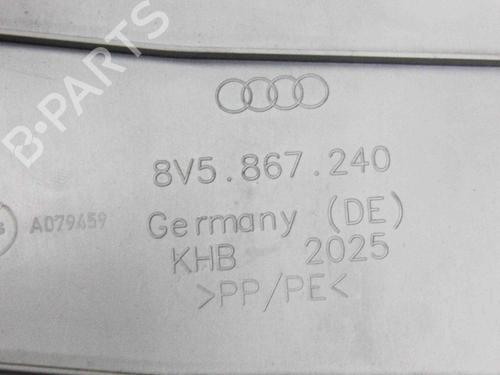 B-PARTS
8V5.867.240
A079459
Germany (DE)
KHB 2025
>PP/PE<